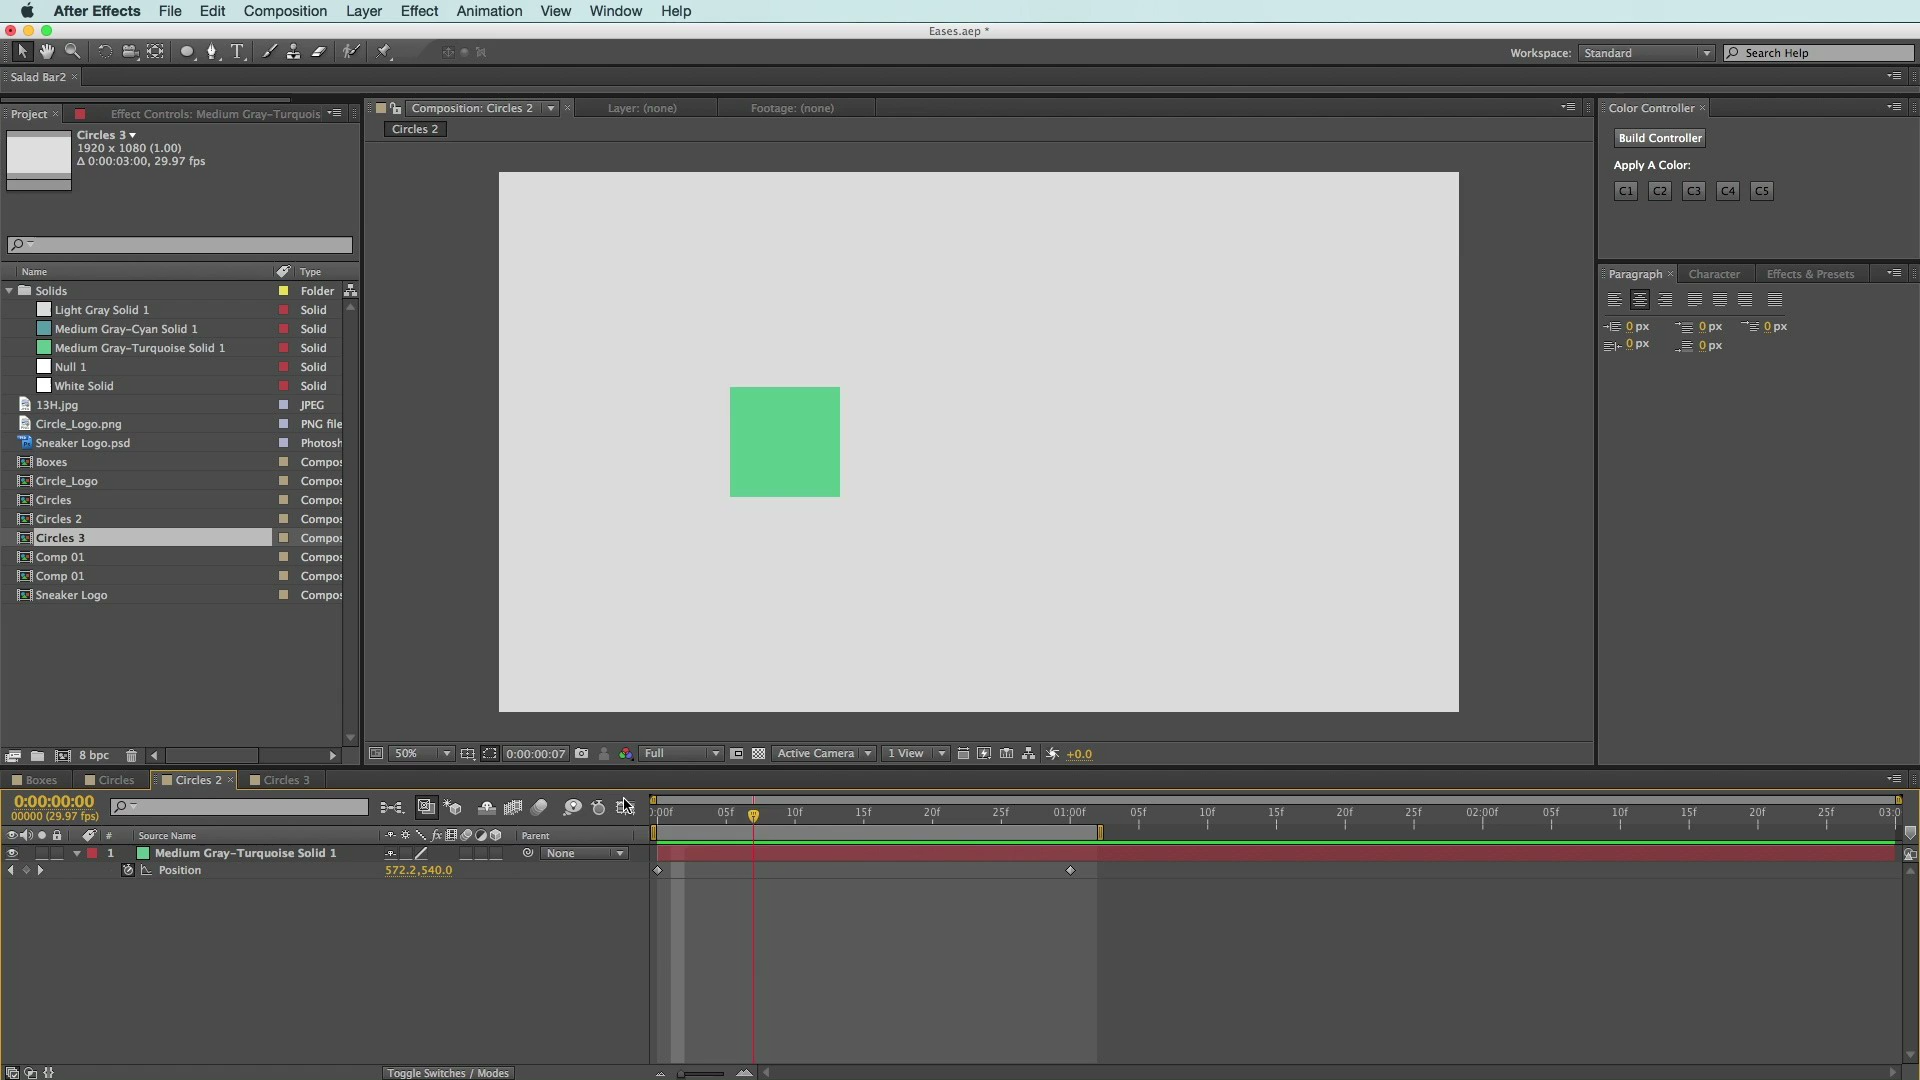 After Effects File Edit Composition Layer Effect Animation View Window Help
Eases.aep *
Workspace: Standard Search Help
Salad Bar2
Project Effect Controls: Medium Gray-Turquois
Circles 3
1920 x 1080 (1.00)
Δ 0:00:03:00, 29.97 fps
Name Type
Solids Folder
Light Gray Solid 1 Solid
Medium Gray-Cyan Solid 1 Solid
Medium Gray-Turquoise Solid 1 Solid
Null 1 Solid
White Solid Solid
13H.jpg JPEG
Circle_Logo.png PNG file
Sneaker Logo.psd Photosh
Boxes Compos
Circle_Logo Compos
Circles Compos
Circles 2 Compos
Circles 3 Compos
Comp 01 Compos
Comp 01 Compos
Sneaker Logo Compos
8 bpc
Composition: Circles 2 Layer: (none) Footage: (none)
Circles 2
50% 0:00:00:07 Full Active Camera 1 View +0.0
Color Controller
Build Controller
Apply A Color:
C1 C2 C3 C4 C5
Paragraph Character Effects & Presets
0 px 0 px 0 px
0 px 0 px
Boxes Circles Circles 2 Circles 3
0:00:00:00
00000 (29.97 fps)
:00f 05f 10f 15f 20f 25f 01:00f 05f 10f 15f 20f 25f 02:00f 05f 10f 15f 20f 25f 03:0
# Source Name fx Parent
1 Medium Gray-Turquoise Solid 1 None
Position 572.2,540.0
Toggle Switches / Modes